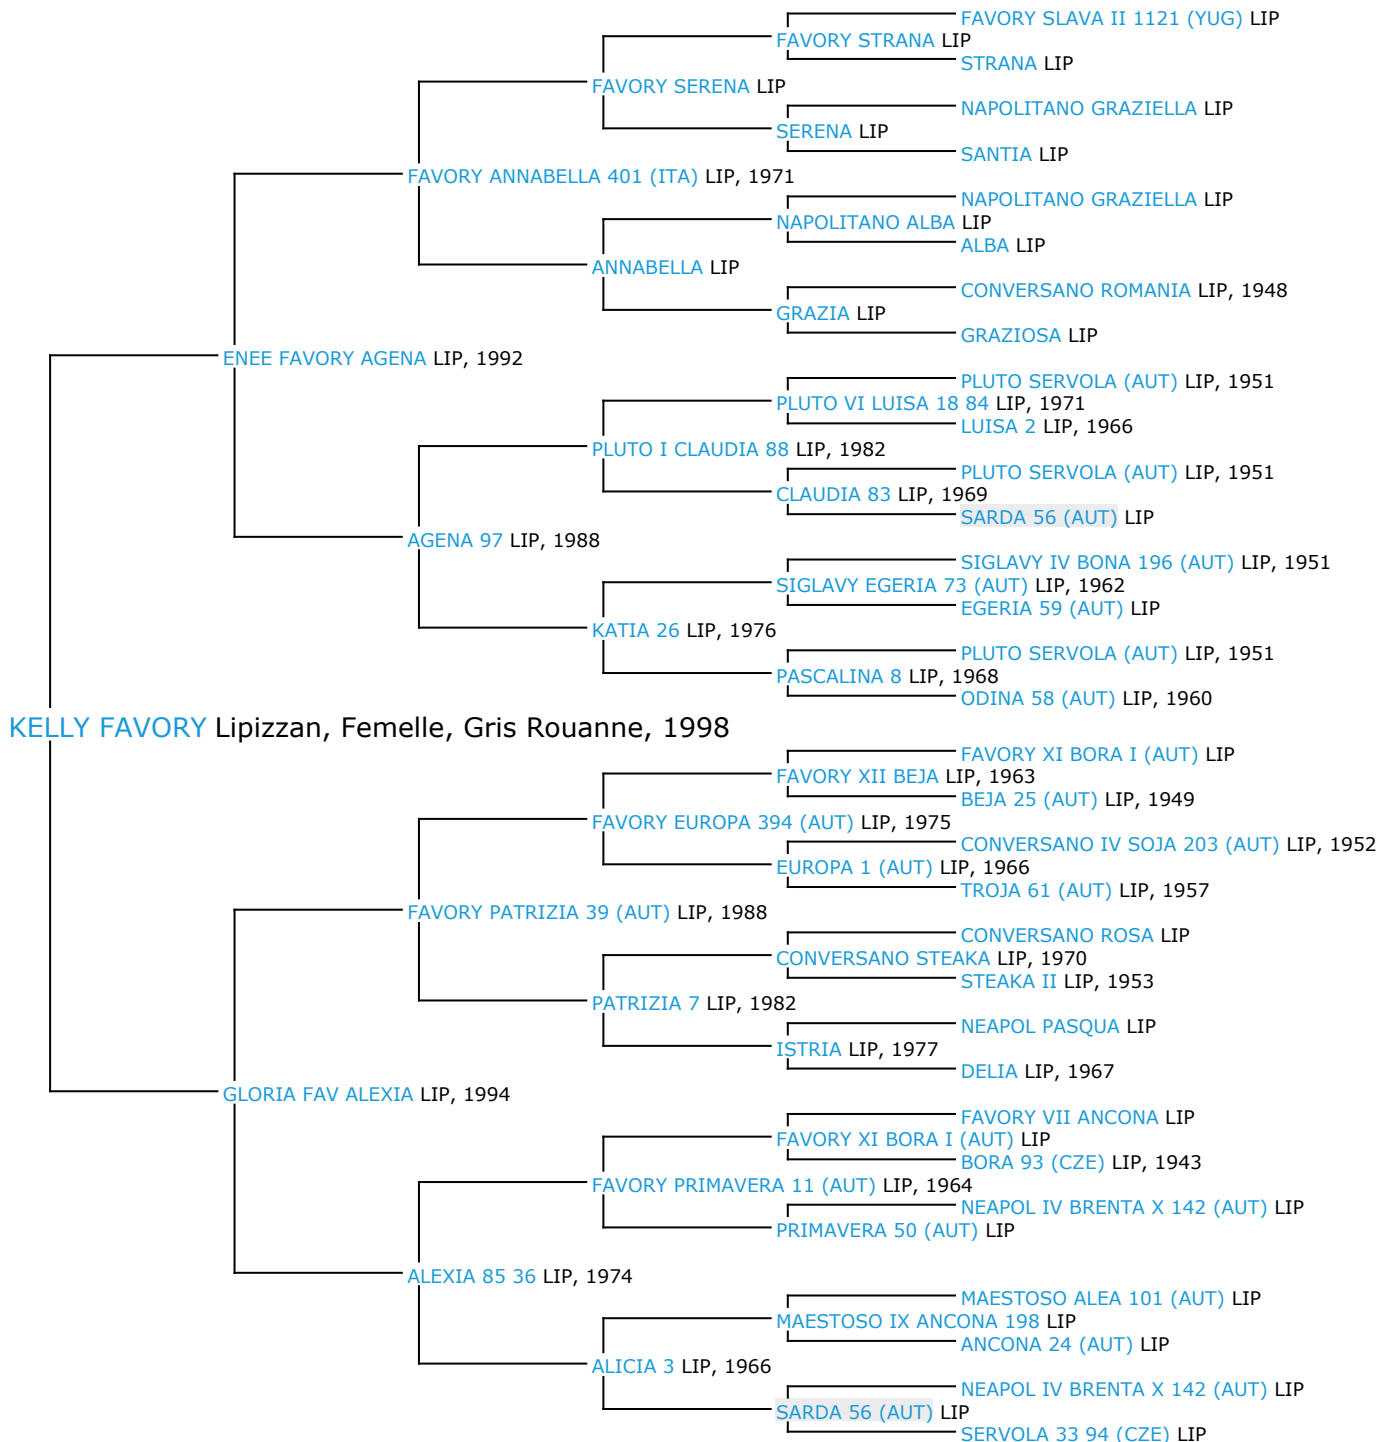 FAVORY SLAVA II 1121 (YUG) LIP
FAVORY STRANA LIP
STRANA LIP
FAVORY SERENA LIP
NAPOLITANO GRAZIELLA LIP
SERENA LIP
SANTIA LIP
FAVORY ANNABELLA 401 (ITA) LIP, 1971
NAPOLITANO GRAZIELLA LIP
NAPOLITANO ALBA LIP
ALBA LIP
ANNABELLA LIP
CONVERSANO ROMANIA LIP, 1948
GRAZIA LIP
GRAZIOSA LIP
ENEE FAVORY AGENA LIP, 1992
PLUTO SERVOLA (AUT) LIP, 1951
PLUTO VI LUISA 18 84 LIP, 1971
LUISA 2 LIP, 1966
PLUTO I CLAUDIA 88 LIP, 1982
PLUTO SERVOLA (AUT) LIP, 1951
CLAUDIA 83 LIP, 1969
SARDA 56 (AUT) LIP
AGENA 97 LIP, 1988
SIGLAVY IV BONA 196 (AUT) LIP, 1951
SIGLAVY EGERIA 73 (AUT) LIP, 1962
EGERIA 59 (AUT) LIP
KATIA 26 LIP, 1976
PLUTO SERVOLA (AUT) LIP, 1951
PASCALINA 8 LIP, 1968
ODINA 58 (AUT) LIP, 1960
KELLY FAVORY Lipizzan, Femelle, Gris Rouanne, 1998
FAVORY XI BORA I (AUT) LIP
FAVORY XII BEJA LIP, 1963
BEJA 25 (AUT) LIP, 1949
FAVORY EUROPA 394 (AUT) LIP, 1975
CONVERSANO IV SOJA 203 (AUT) LIP, 1952
EUROPA 1 (AUT) LIP, 1966
TROJA 61 (AUT) LIP, 1957
FAVORY PATRIZIA 39 (AUT) LIP, 1988
CONVERSANO ROSA LIP
CONVERSANO STEAKA LIP, 1970
STEAKA II LIP, 1953
PATRIZIA 7 LIP, 1982
NEAPOL PASQUA LIP
ISTRIA LIP, 1977
DELIA LIP, 1967
GLORIA FAV ALEXIA LIP, 1994
FAVORY VII ANCONA LIP
FAVORY XI BORA I (AUT) LIP
BORA 93 (CZE) LIP, 1943
FAVORY PRIMAVERA 11 (AUT) LIP, 1964
NEAPOL IV BRENTA X 142 (AUT) LIP
PRIMAVERA 50 (AUT) LIP
ALEXIA 85 36 LIP, 1974
MAESTOSO ALEA 101 (AUT) LIP
MAESTOSO IX ANCONA 198 LIP
ANCONA 24 (AUT) LIP
ALICIA 3 LIP, 1966
NEAPOL IV BRENTA X 142 (AUT) LIP
SARDA 56 (AUT) LIP
SERVOLA 33 94 (CZE) LIP